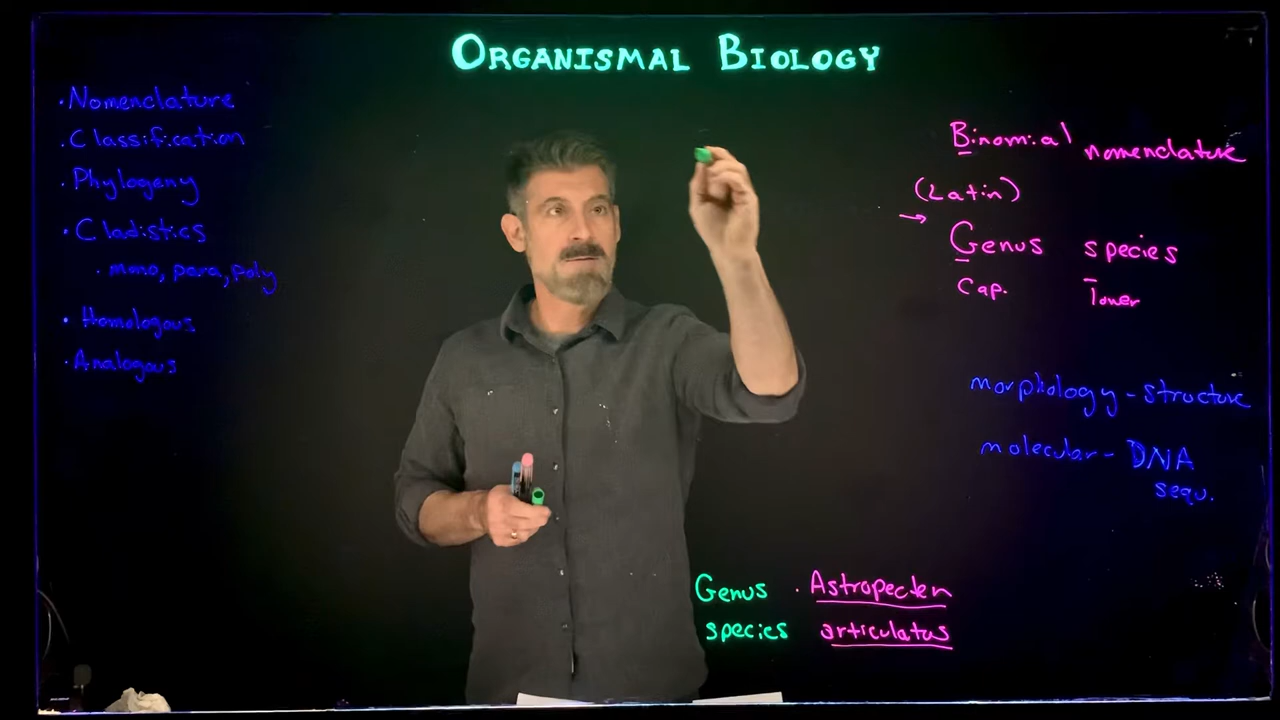 ORGANISMAL BIOLOGY
• Nomenclature
• Classification
• Phylogeny
• Cladistics
• mono, para, poly
• Homologous
• Analogous
Binomial nomenclature
(Latin)
→ Genus species
Cap. lower
morphology - structure
molecular - DNA
sequ.
Genus • Astropecten
species articulatus